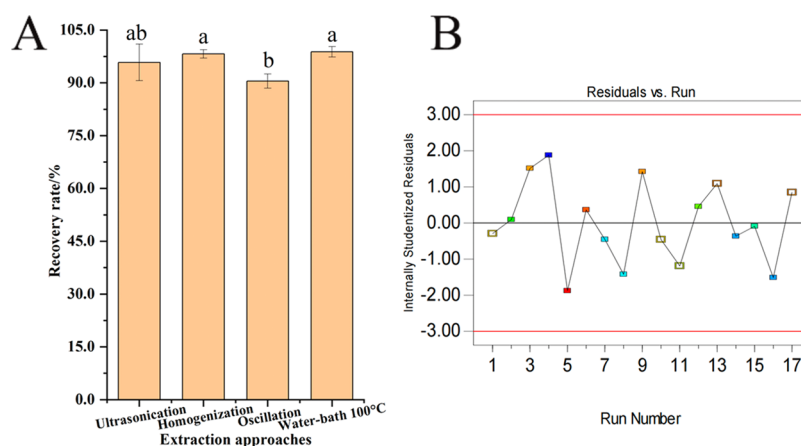 A
105.0
90.0
75.0
60.0
45.0
30.0
15.0
0.0
Recovery rate/%
ab
a
b
a
Ultrasonication
Homogenization
Oscillation
Water-bath 100°C
Extraction approaches
B
Residuals vs. Run
Internally Studentized Residuals
3.00
2.00
1.00
0.00
-1.00
-2.00
-3.00
1 3 5 7 9 11 13 15 17
Run Number